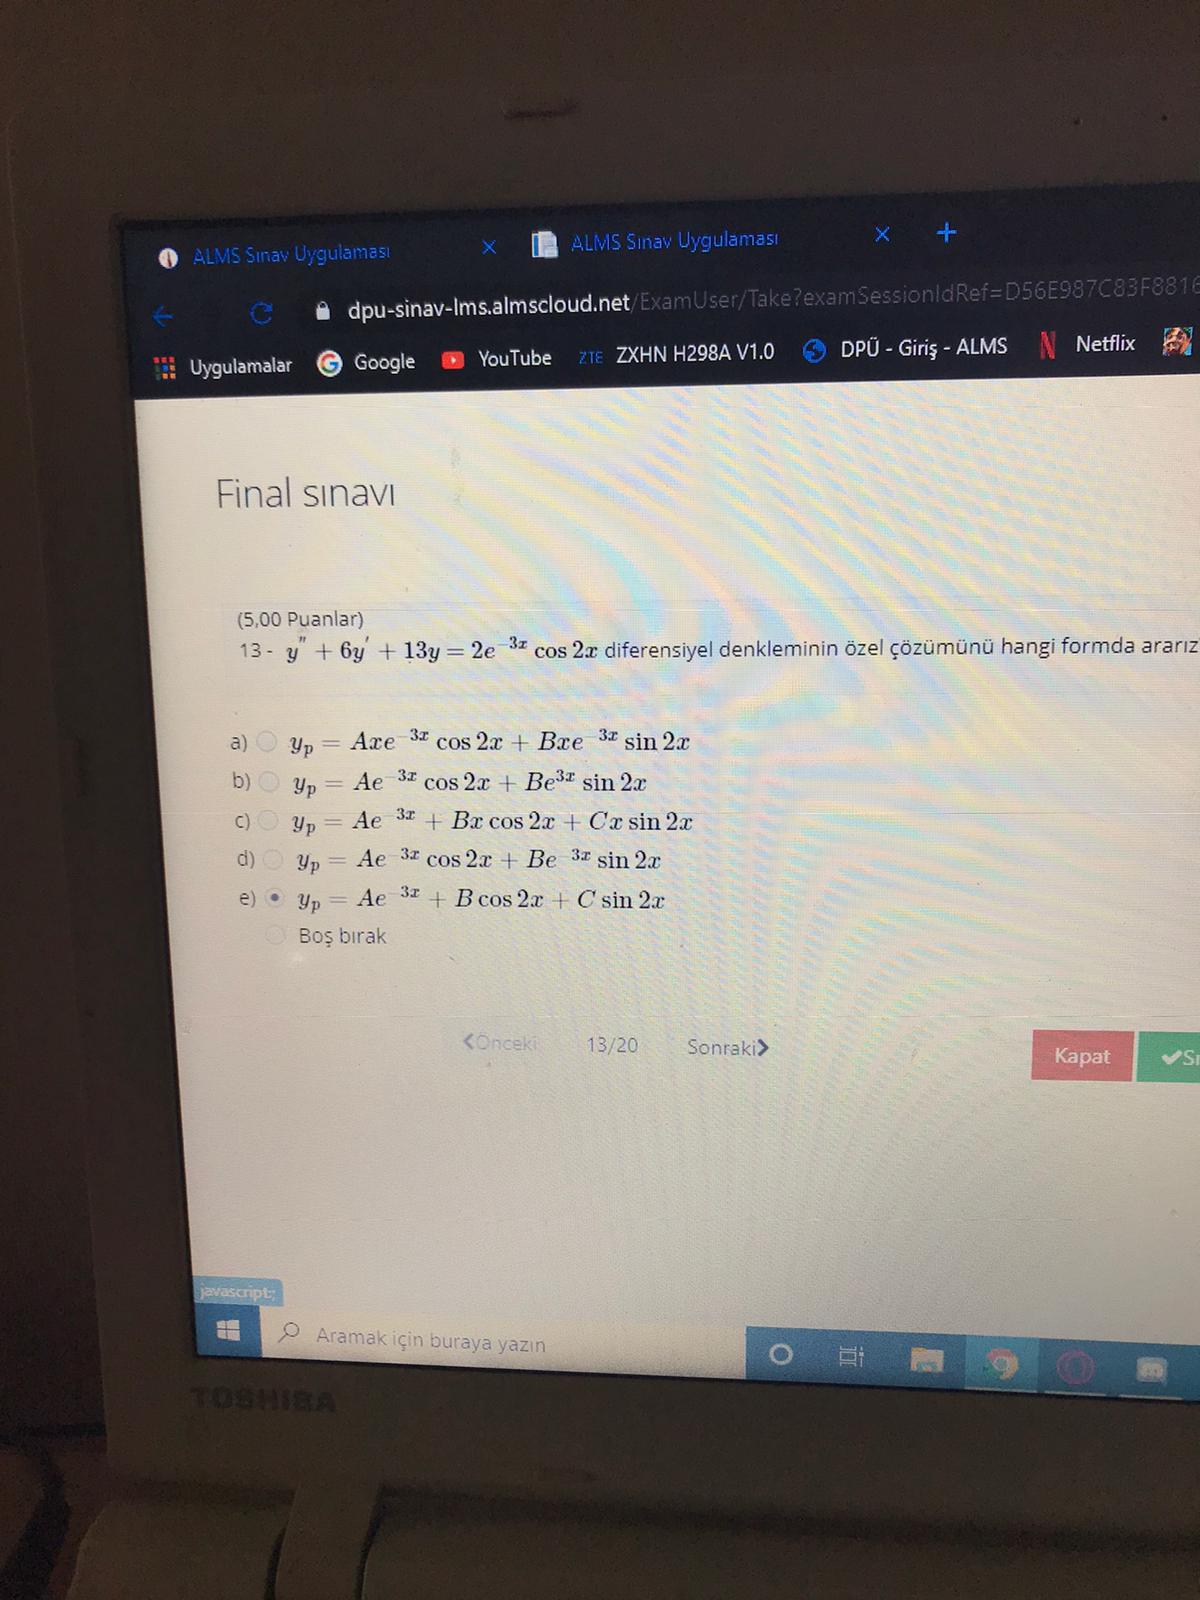 ALMS Sınav Uygulaması
ALMS Sınav Uygulaması
dpu-sinav-lms.almscloud.net/ExamUser/Take?examSessionIdRef=D56E987C83F8816
Uygulamalar Google YouTube ZTE ZXHN H298A V1.0 DPÜ - Giriş - ALMS N Netflix
Final sınavı
(5,00 Puanlar)
13- y'' + 6y' + 13y = 2e^{-3x} cos 2x diferensiyel denkleminin özel çözümünü hangi formda ararız
a) y_p = Axe^{-3x} cos 2x + Bxe^{-3x} sin 2x
b) y_p = Ae^{-3x} cos 2x + Be^{3x} sin 2x
c) y_p = Ae^{-3x} + Bx cos 2x + Cx sin 2x
d) y_p = Ae^{-3x} cos 2x + Be^{-3x} sin 2x
e) y_p = Ae^{-3x} + B cos 2x + C sin 2x
Boş bırak
Önceki 13/20 Sonraki
Kapat
javascript:;
Aramak için buraya yazın
TOSHIBA